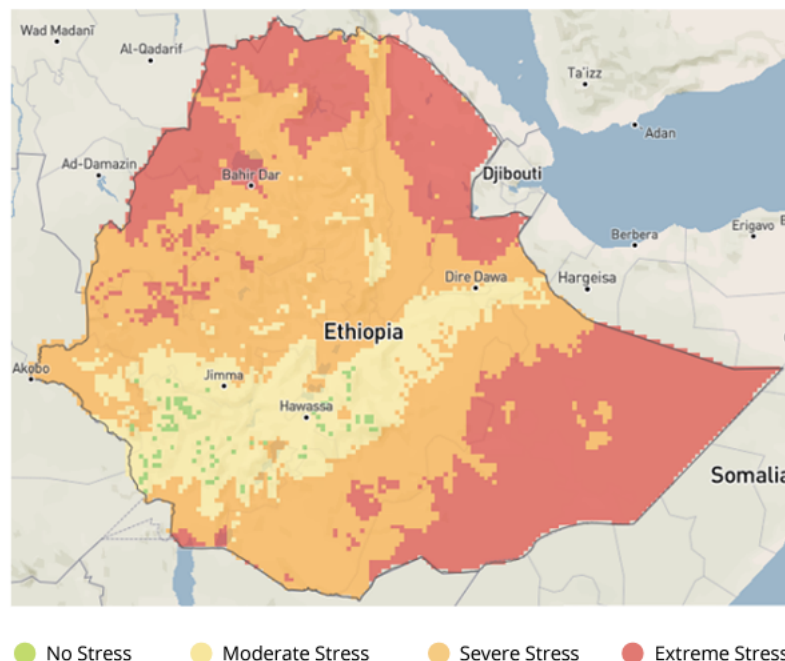 Wad Madanī
Al-Qadarif
Ta'izz
'Adan
Ad-Damazin
Bahir Dar
Djibouti
Berbera
Erigavo
Dire Dawa
Hargeisa
Ethiopia
Akobo
Jimma
Hawassa
Somalia
No Stress
Moderate Stress
Severe Stress
Extreme Stress